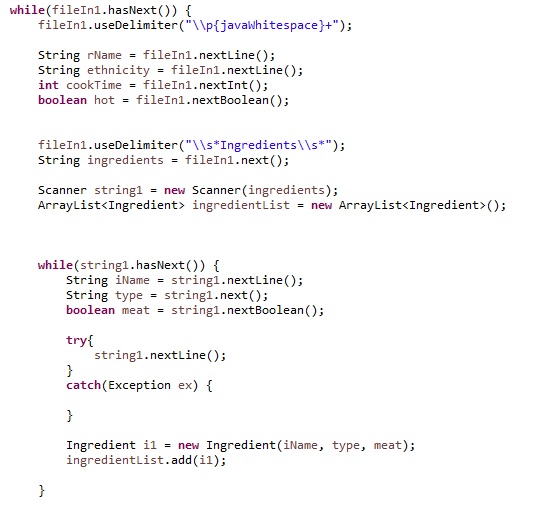 while(fileIn1.hasNext()) {
fileIn1.useDelimiter("\\p{javaWhitespace}+");
String rName = fileIn1.nextLine();
String ethnicity = fileIn1.nextLine();
int cookTime = fileIn1.nextInt();
boolean hot = fileIn1.nextBoolean();
fileIn1.useDelimiter("\\s*Ingredients\\s*");
String ingredients = fileIn1.next();
Scanner string1 = new Scanner(ingredients);
ArrayList<Ingredient> ingredientList = new ArrayList<Ingredient>();
while(string1.hasNext()) {
String iName = string1.nextLine();
String type = string1.next();
boolean meat = string1.nextBoolean();
try{
string1.nextLine();
}
catch(Exception ex) {
}
Ingredient i1 = new Ingredient(iName, type, meat);
ingredientList.add(i1);
}